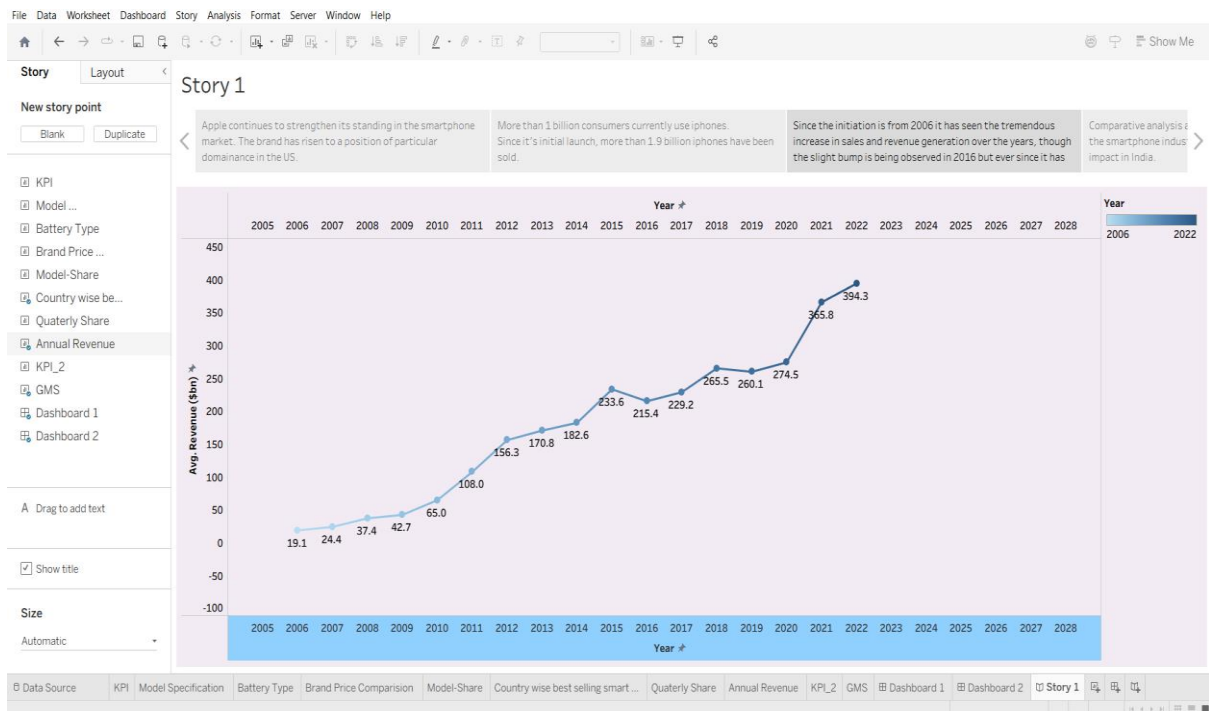 File Data Worksheet Dashboard Story Analysis Format Server Window Help
Show Me
Story Layout
New story point
Blank Duplicate
KPI
Model ...
Battery Type
Brand Price ...
Model-Share
Country wise be...
Quaterly Share
Annual Revenue
KPI_2
GMS
Dashboard 1
Dashboard 2
A Drag to add text
Show title
Size
Automatic
Story 1
Apple continues to strengthen its standing in the smartphone
market. The brand has risen to a position of particular
domainance in the US.
More than 1 billion consumers currently use iphones.
Since it's initial launch, more than 1.9 billion iphones have been
sold.
Since the initiation is from 2006 it has seen the tremendous
increase in sales and revenue generation over the years, though
the slight bump is being observed in 2016 but ever since it has
Comparative analysis
the smartphone indus
impact in India.
Year
2005 2006 2007 2008 2009 2010 2011 2012 2013 2014 2015 2016 2017 2018 2019 2020 2021 2022 2023 2024 2025 2026 2027 2028
450
400
350
300
250
200
150
100
50
0
-50
-100
Avg. Revenue ($bn)
19.1 24.4 37.4 42.7 65.0 108.0 156.3 170.8 182.6 233.6 215.4 229.2 265.5 260.1 274.5 365.8 394.3
2005 2006 2007 2008 2009 2010 2011 2012 2013 2014 2015 2016 2017 2018 2019 2020 2021 2022 2023 2024 2025 2026 2027 2028
Year
Year
2006 2022
Data Source KPI Model Specification Battery Type Brand Price Comparision Model-Share Country wise best selling smart ... Quaterly Share Annual Revenue KPI_2 GMS Dashboard 1 Dashboard 2 Story 1